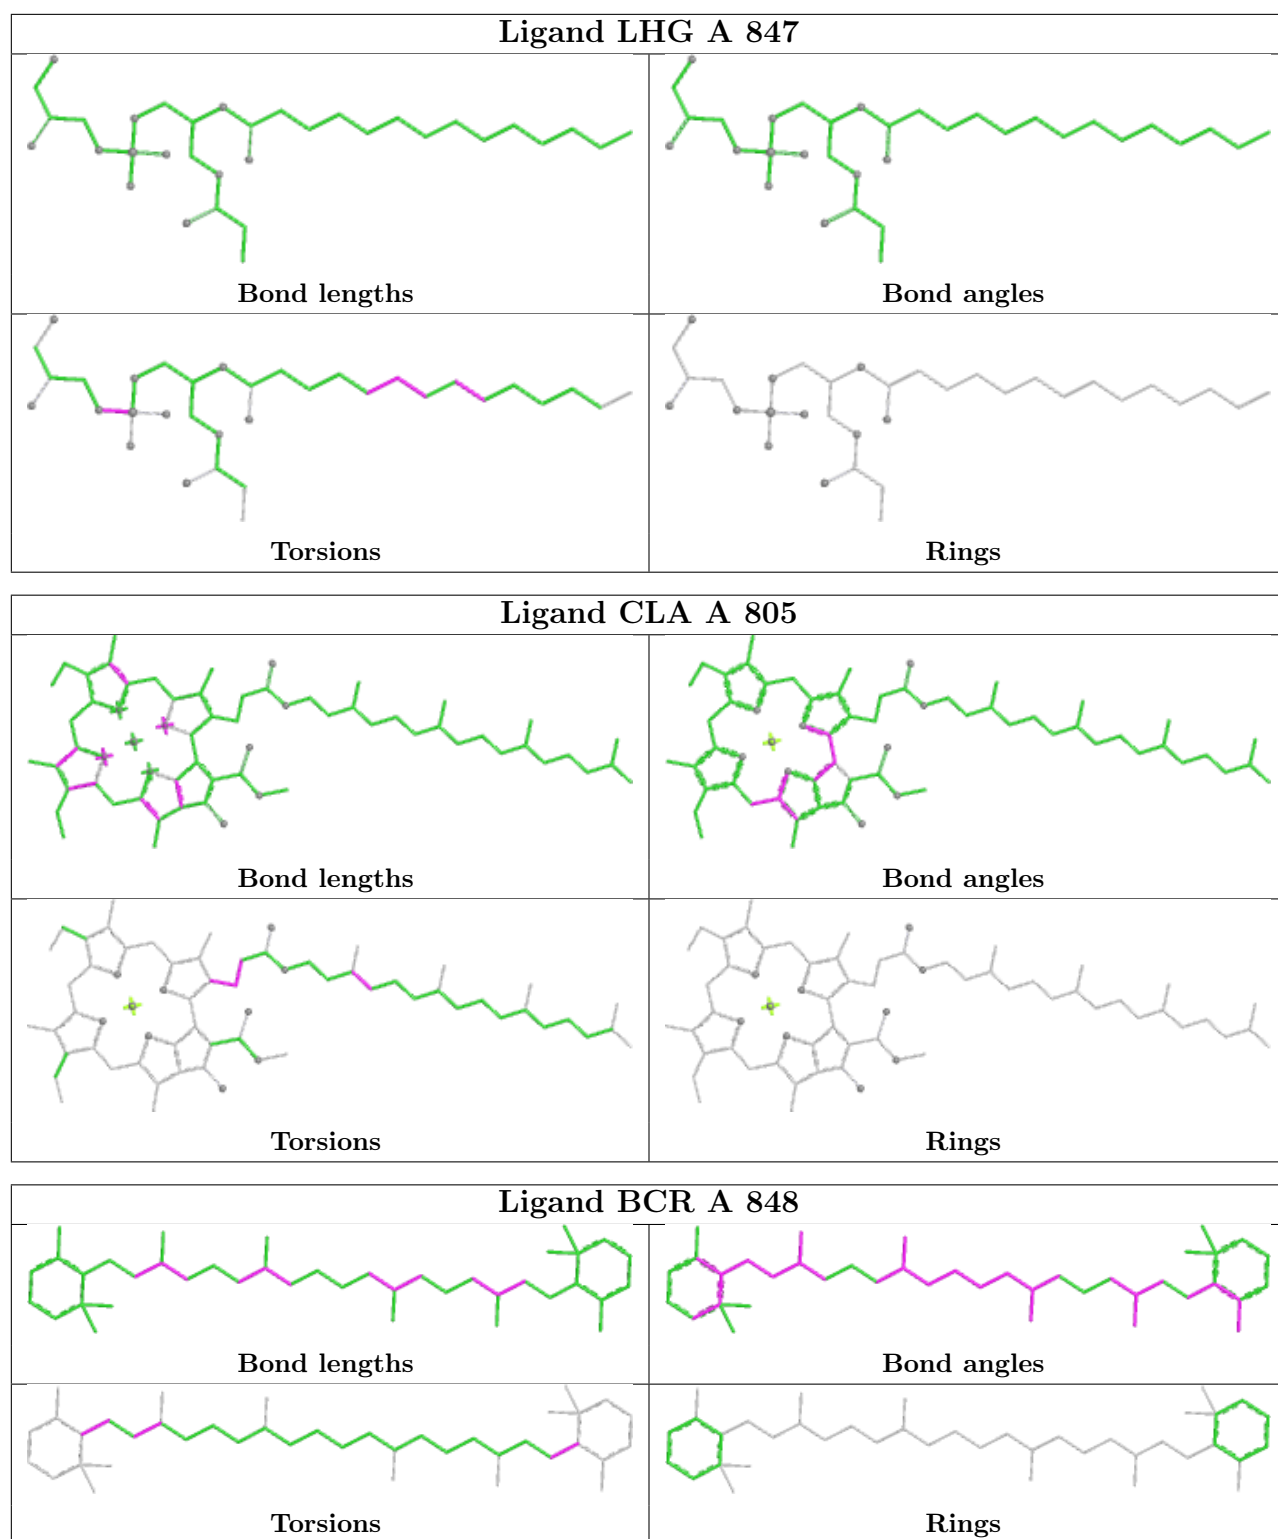 Ligand LHG A 847
Bond lengths
Bond angles
Torsions
Rings
Ligand CLA A 805
Bond lengths
Bond angles
Torsions
Rings
Ligand BCR A 848
Bond lengths
Bond angles
Torsions
Rings